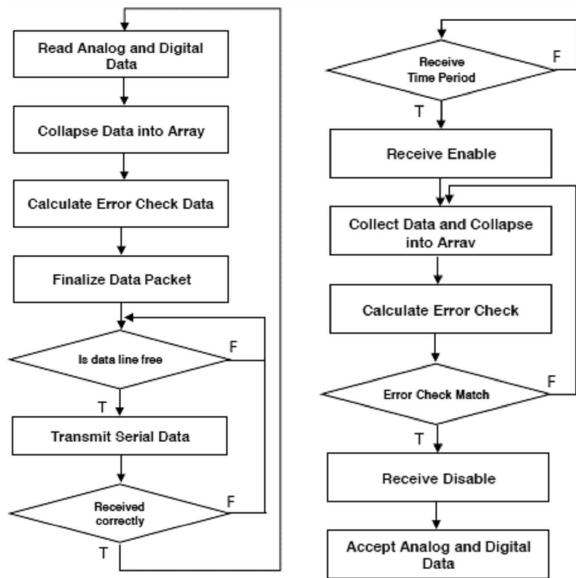 Read Analog and Digital
Data
Collapse Data into Array
Calculate Error Check Data
Finalize Data Packet
Is data line free
F
T
Transmit Serial Data
Received
correctly
F
T
Receive
Time Period
F
T
Receive Enable
Collect Data and Collapse
into Arrav
Calculate Error Check
Error Check Match
F
T
Receive Disable
Accept Analog and Digital
Data